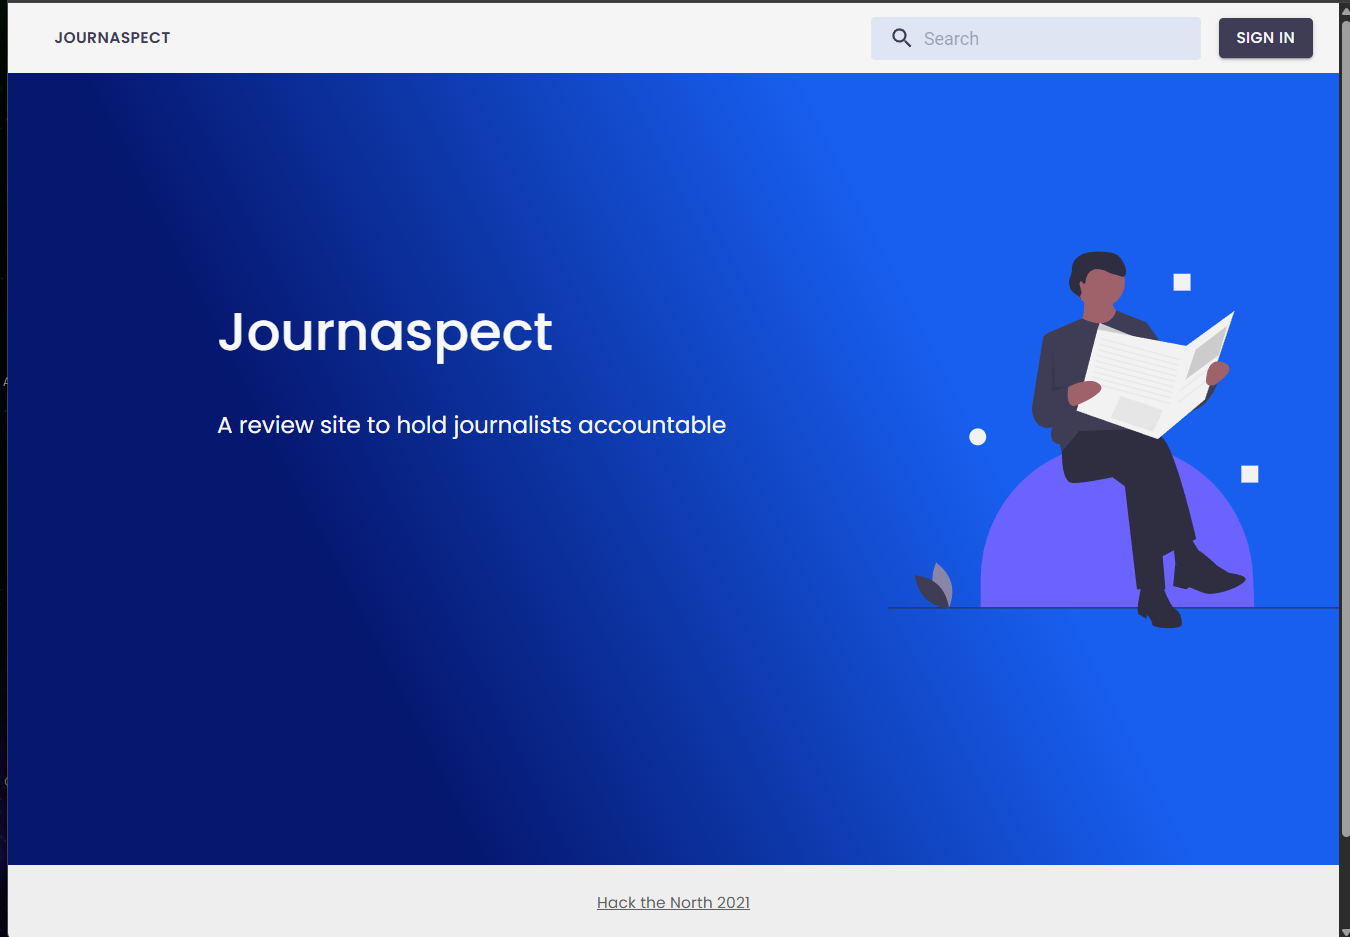 JOURNASPECT
Search
SIGN IN
Journaspect
A review site to hold journalists accountable
Hack the North 2021